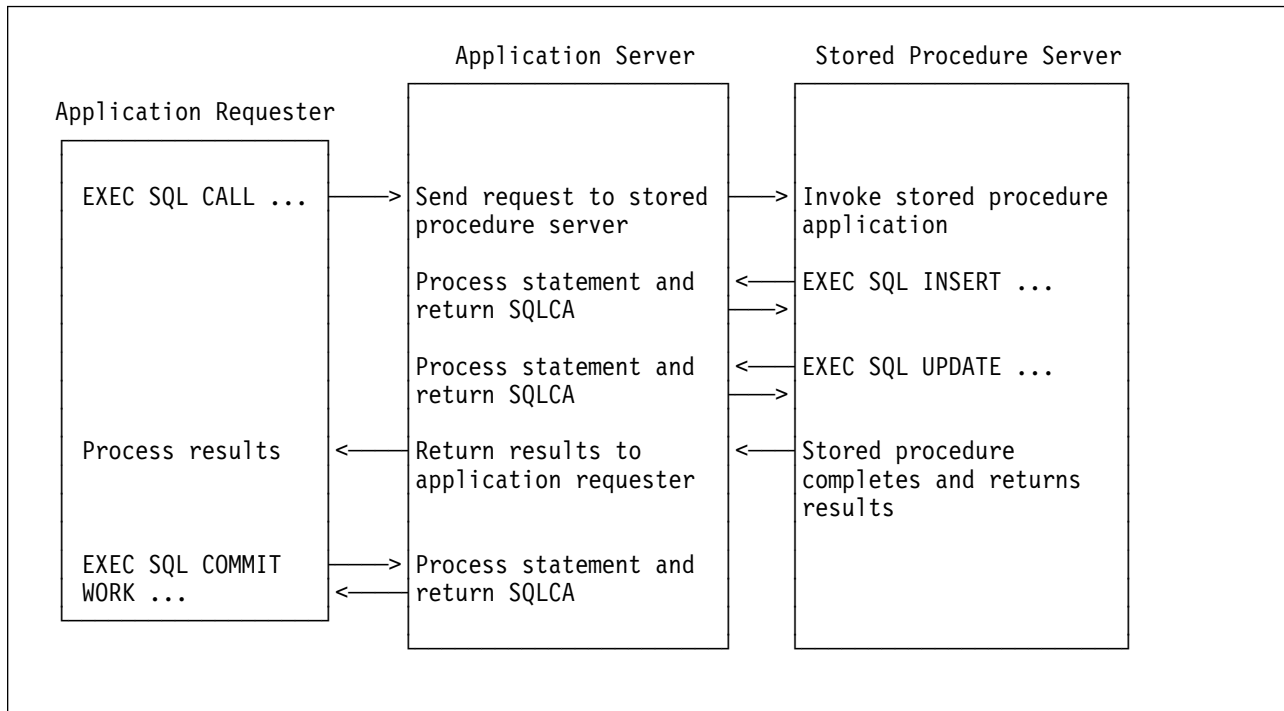 Application Server
Stored Procedure Server
Application Requester
EXEC SQL CALL ...
Send request to stored
procedure server
Invoke stored procedure
application
Process statement and
return SQLCA
EXEC SQL INSERT ...
Process statement and
return SQLCA
EXEC SQL UPDATE ...
Process results
Return results to
application requester
Stored procedure
completes and returns
results
EXEC SQL COMMIT
WORK ...
Process statement and
return SQLCA